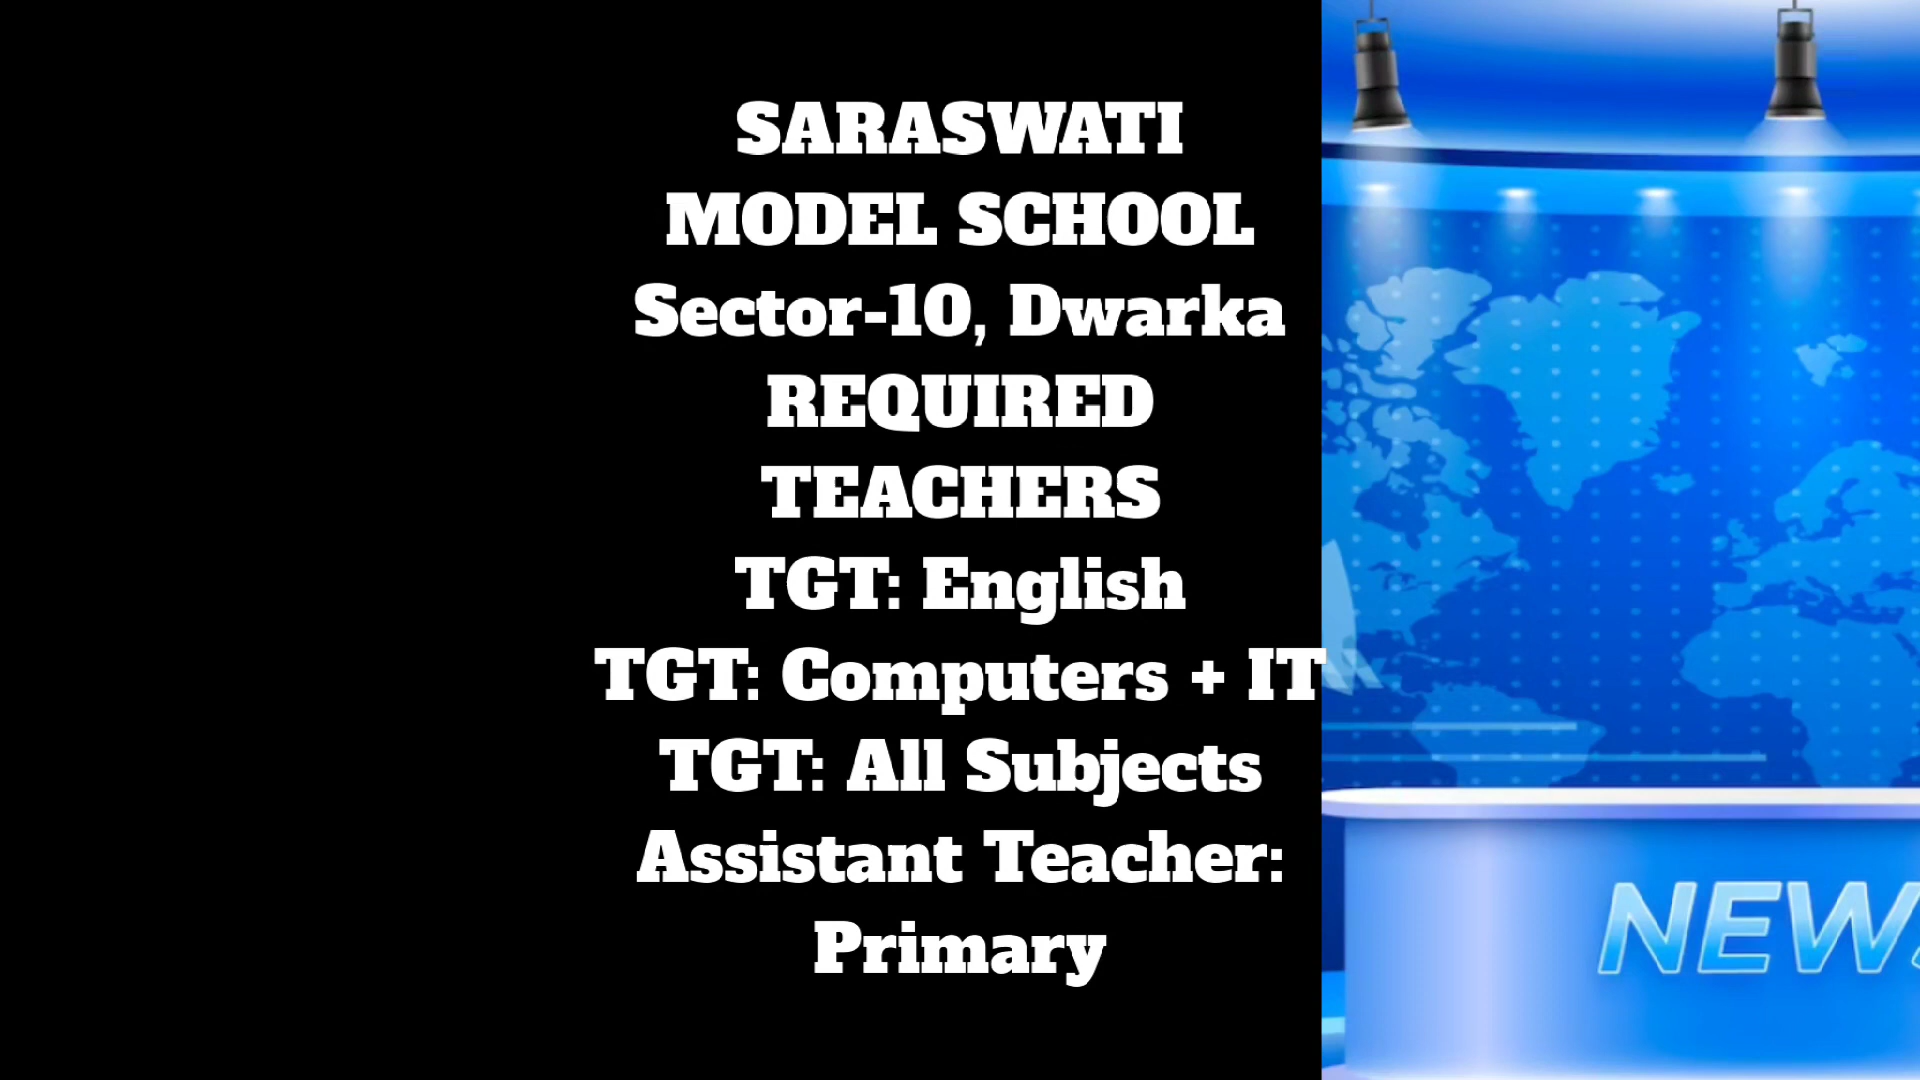 SARASWATI
MODEL SCHOOL
Sector-10, Dwarka
REQUIRED
TEACHERS
TGT: English
TGT: Computers + IT
TGT: All Subjects
Assistant Teacher:
Primary
NEWS